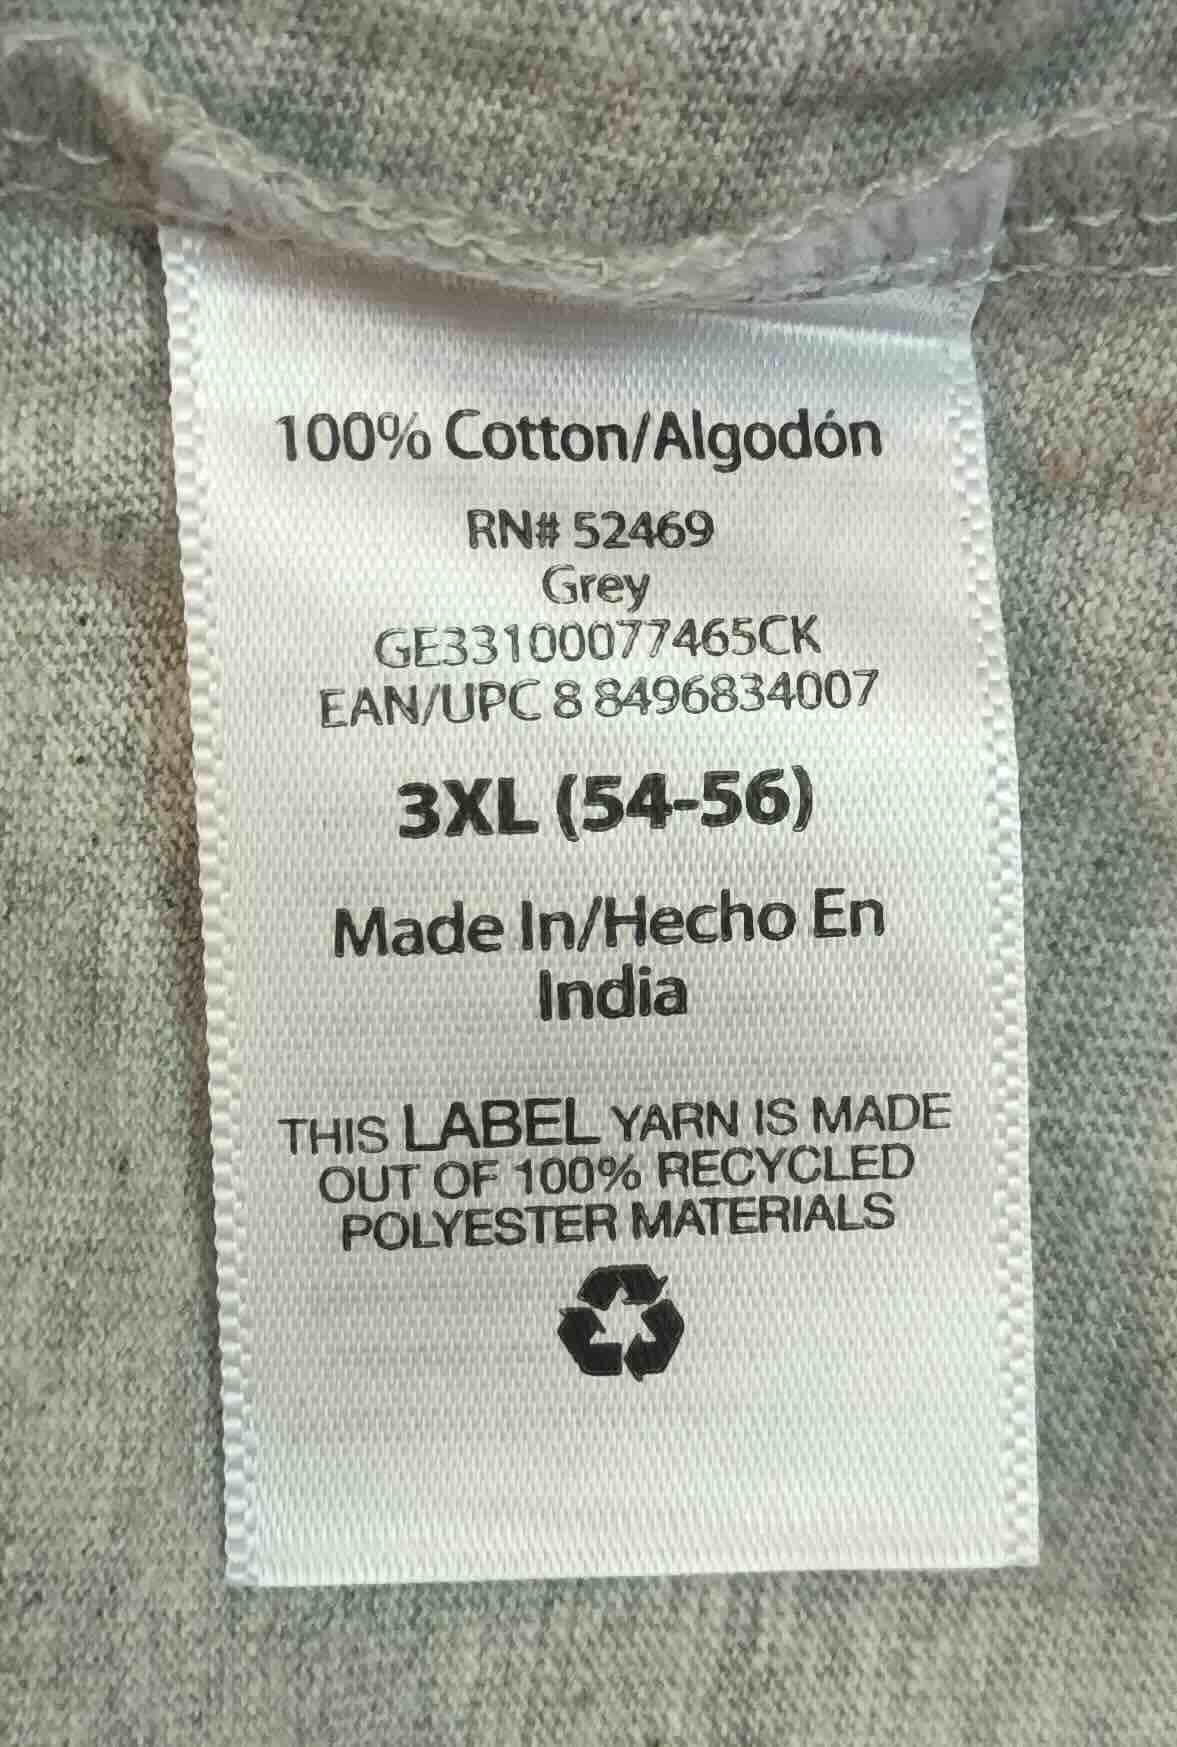 100% Cotton/Algodón
RN# 52469
Grey
GE33100077465CK
EAN/UPC 8 8496834007
3XL (54-56)
Made In/Hecho En
India
THIS LABEL YARN IS MADE
OUT OF 100% RECYCLED
POLYESTER MATERIALS